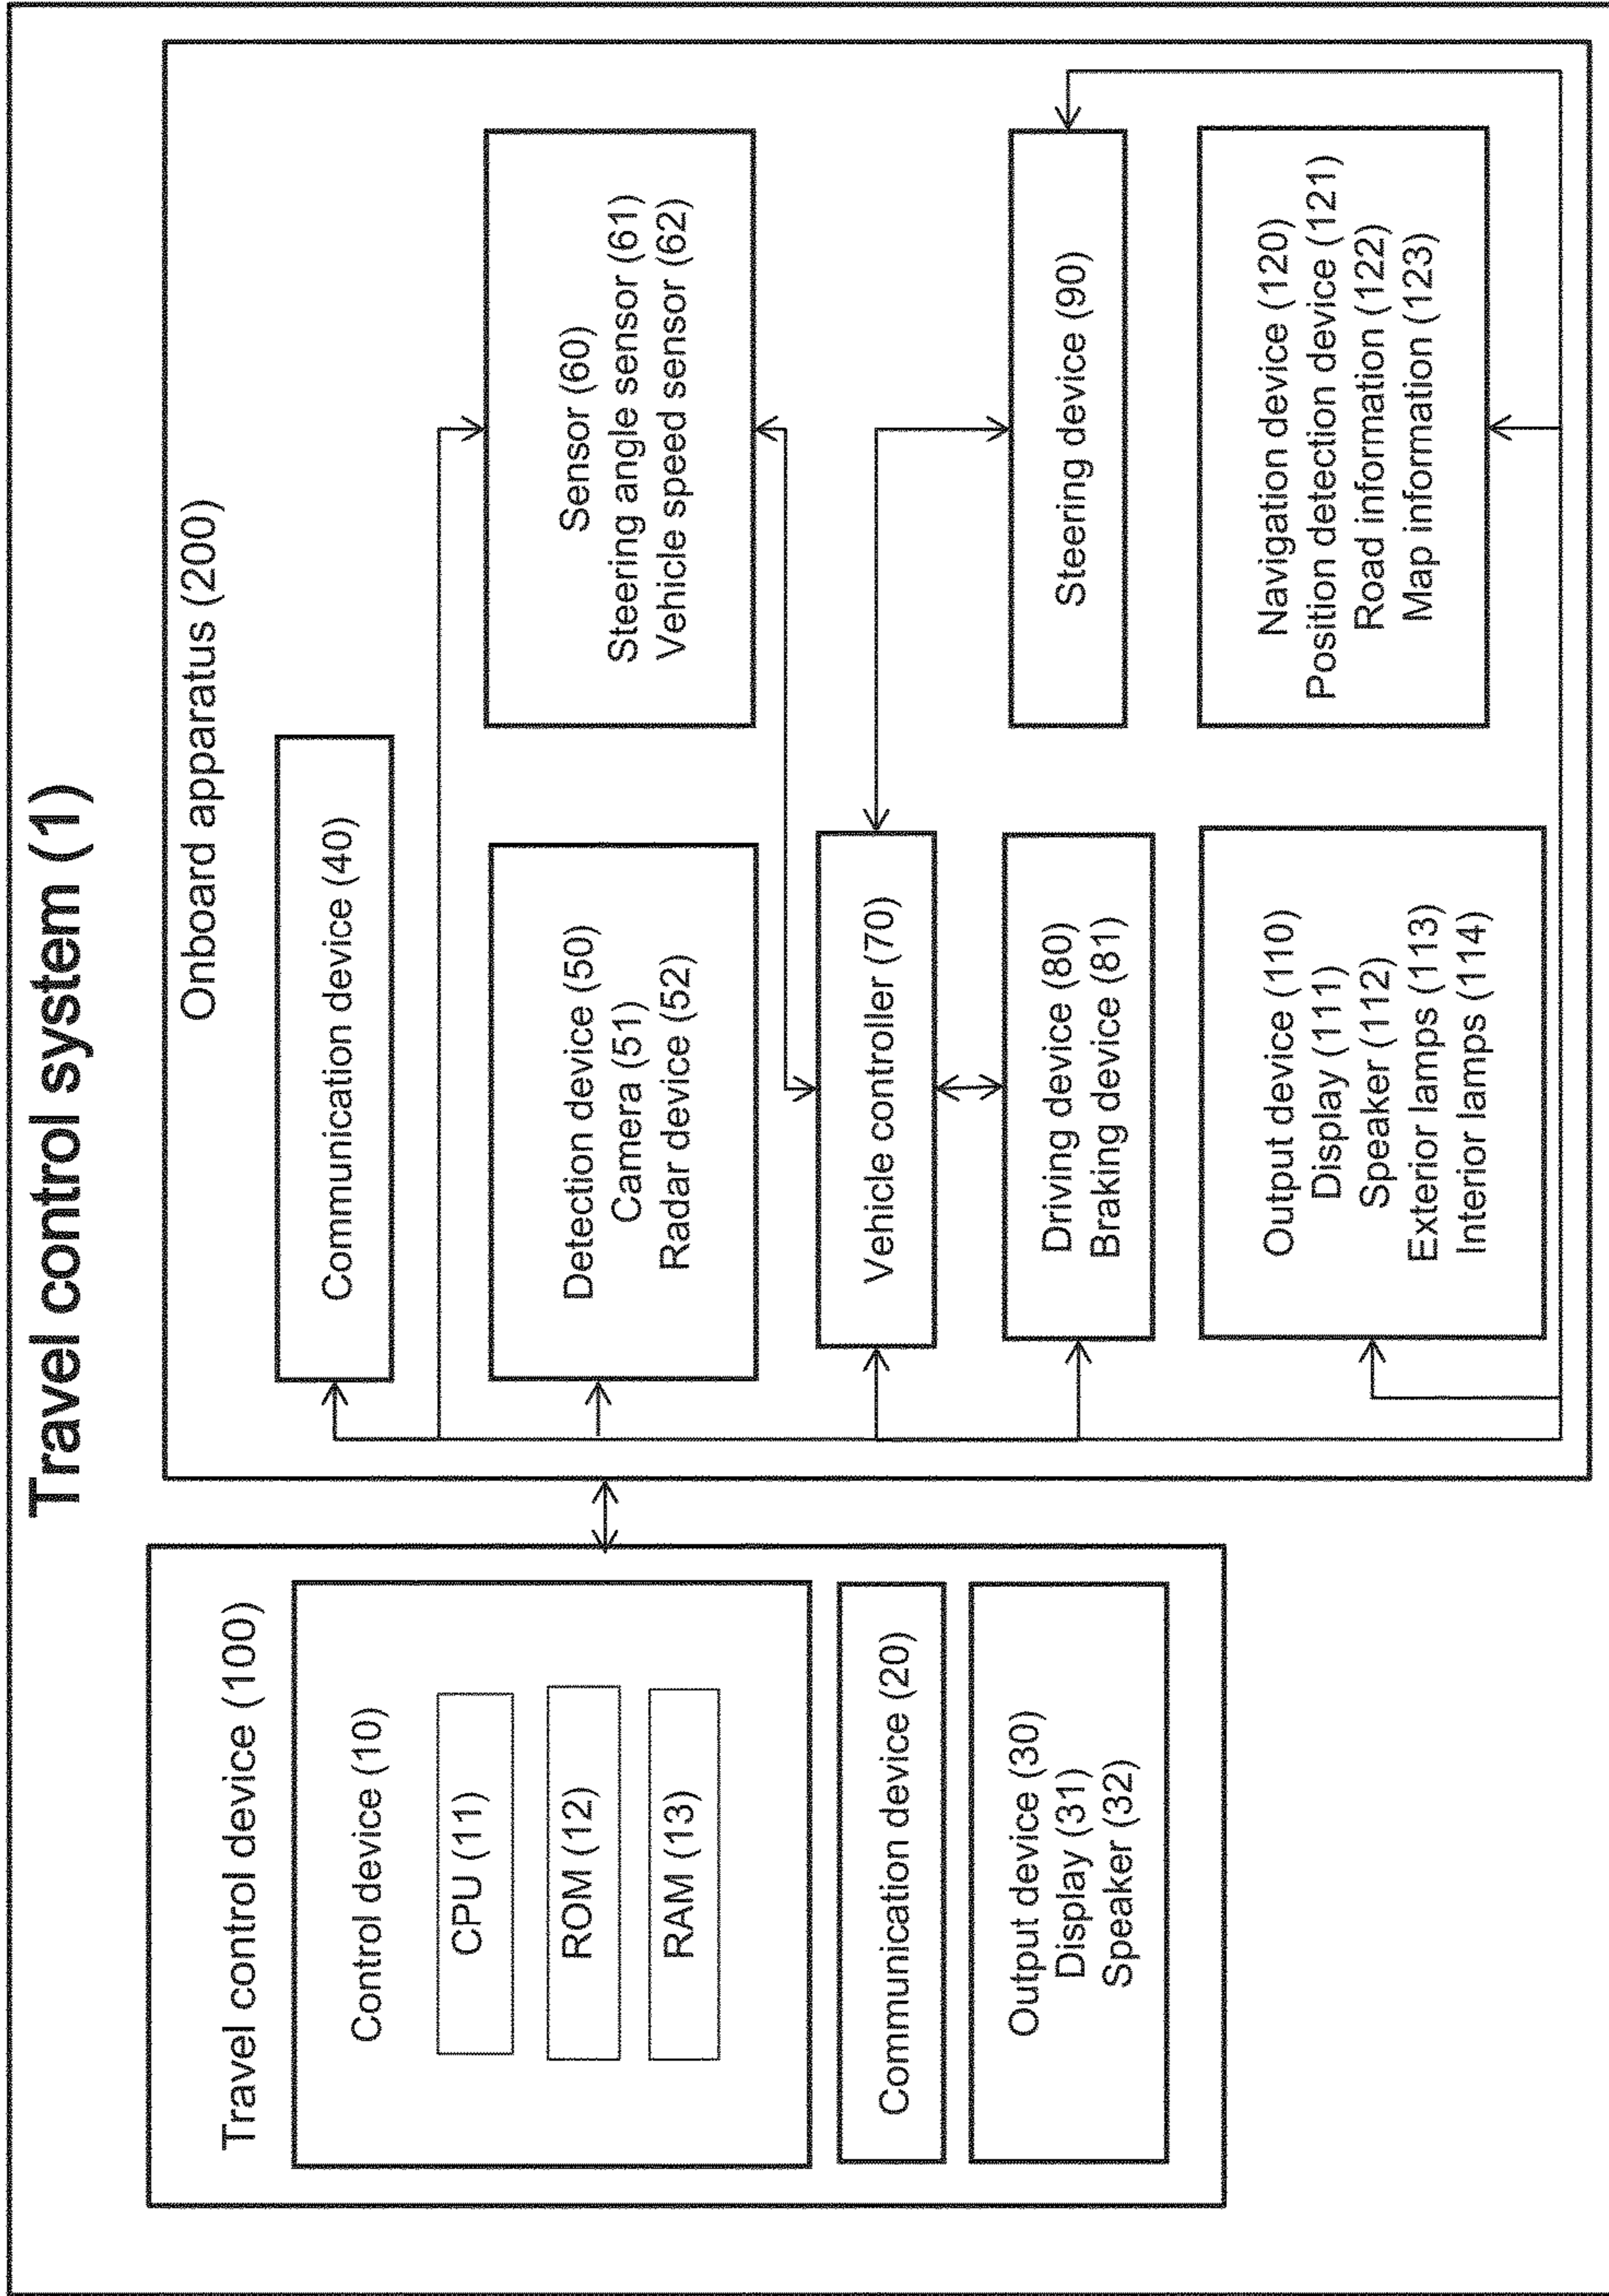 Travel control system (1)
Travel control device (100)
Control device (10)
CPU (11)
ROM (12)
RAM (13)
Communication device (20)
Output device (30)
Display (31)
Speaker (32)
Onboard apparatus (200)
Communication device (40)
Detection device (50)
Camera (51)
Radar device (52)
Sensor (60)
Steering angle sensor (61)
Vehicle speed sensor (62)
Vehicle controller (70)
Driving device (80)
Braking device (81)
Steering device (90)
Output device (110)
Display (111)
Speaker (112)
Exterior lamps (113)
Interior lamps (114)
Navigation device (120)
Position detection device (121)
Road information (122)
Map information (123)